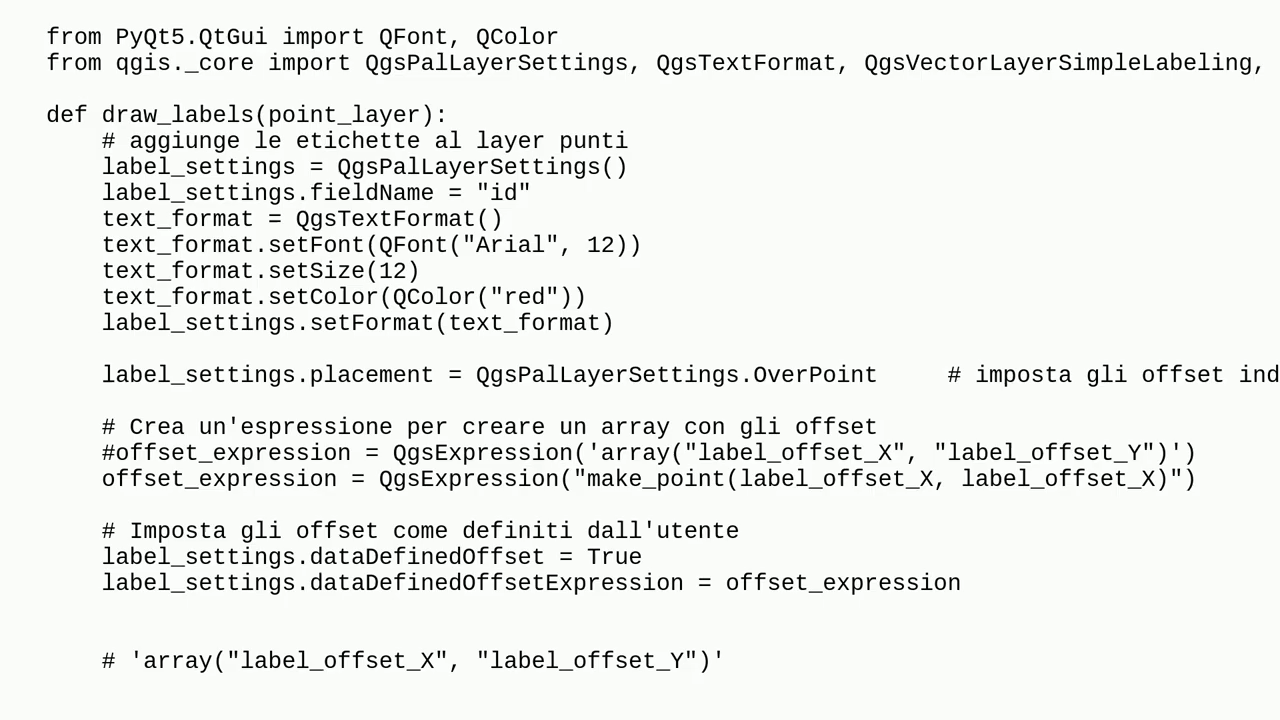 from PyQt5.QtGui import QFont, QColor
from qgis._core import QgsPalLayerSettings, QgsTextFormat, QgsVectorLayerSimpleLabeling,
def draw_labels(point_layer):
    # aggiunge le etichette al layer punti
    label_settings = QgsPalLayerSettings()
    label_settings.fieldName = "id"
    text_format = QgsTextFormat()
    text_format.setFont(QFont("Arial", 12))
    text_format.setSize(12)
    text_format.setColor(QColor("red"))
    label_settings.setFormat(text_format)
    label_settings.placement = QgsPalLayerSettings.OverPoint     # imposta gli offset ind
    # Crea un'espressione per creare un array con gli offset
    #offset_expression = QgsExpression('array("label_offset_X", "label_offset_Y")')
    offset_expression = QgsExpression("make_point(label_offset_X, label_offset_X)")
    # Imposta gli offset come definiti dall'utente
    label_settings.dataDefinedOffset = True
    label_settings.dataDefinedOffsetExpression = offset_expression
    # 'array("label_offset_X", "label_offset_Y")'